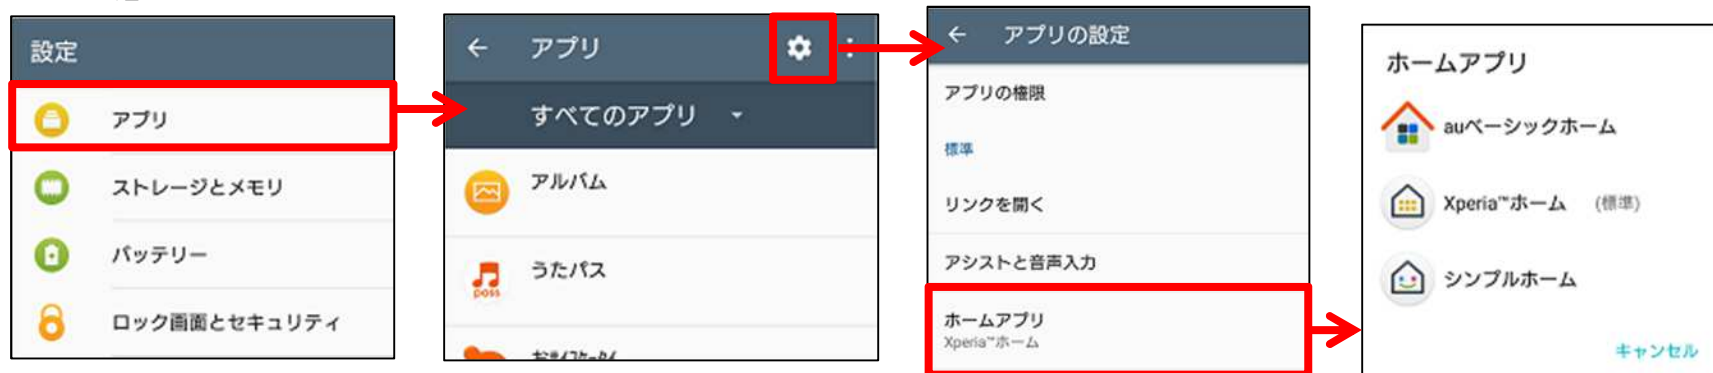 設定
アプリ
ストレージとメモリ
バッテリー
ロック画面とセキュリティ
アプリ
すべてのアプリ
アルバム
うたパス
pass
アプリの設定
アプリの権限
標準
リンクを開く
アシストと音声入力
ホームアプリ
Xperia™ホーム
ホームアプリ
auベーシックホーム
Xperia™ホーム (標準)
シンプルホーム
キャンセル